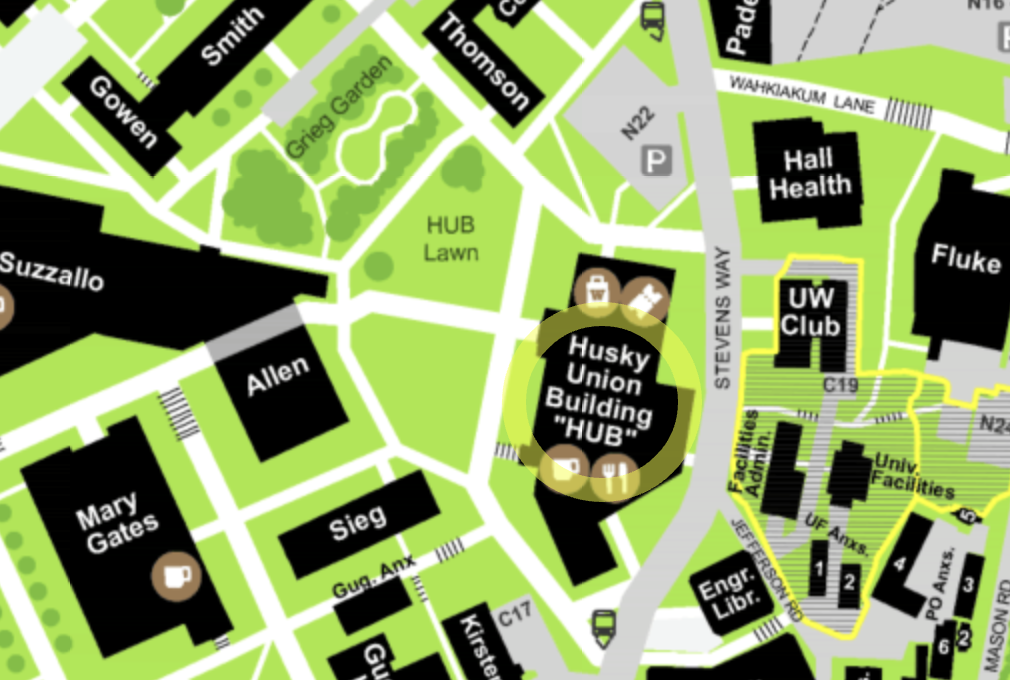 Smith
Gowen
Thomson
N16
P
WAHKIAKUM LANE
Grieg Garden
N22
P
Hall
Health
HUB
Lawn
Suzzallo
Fluke
STEVENS WAY
UW
Club
Husky
Union
Building
"HUB"
Allen
C19
N24
Facilities
Admin.
Univ.
Facilities
Mary
Gates
Sieg
UF Anxs.
JEFFERSON RD
5
4
1
2
3
PO Anxs.
Gug. Anx
Engr.
Libr.
C17
2
6
MASON RD